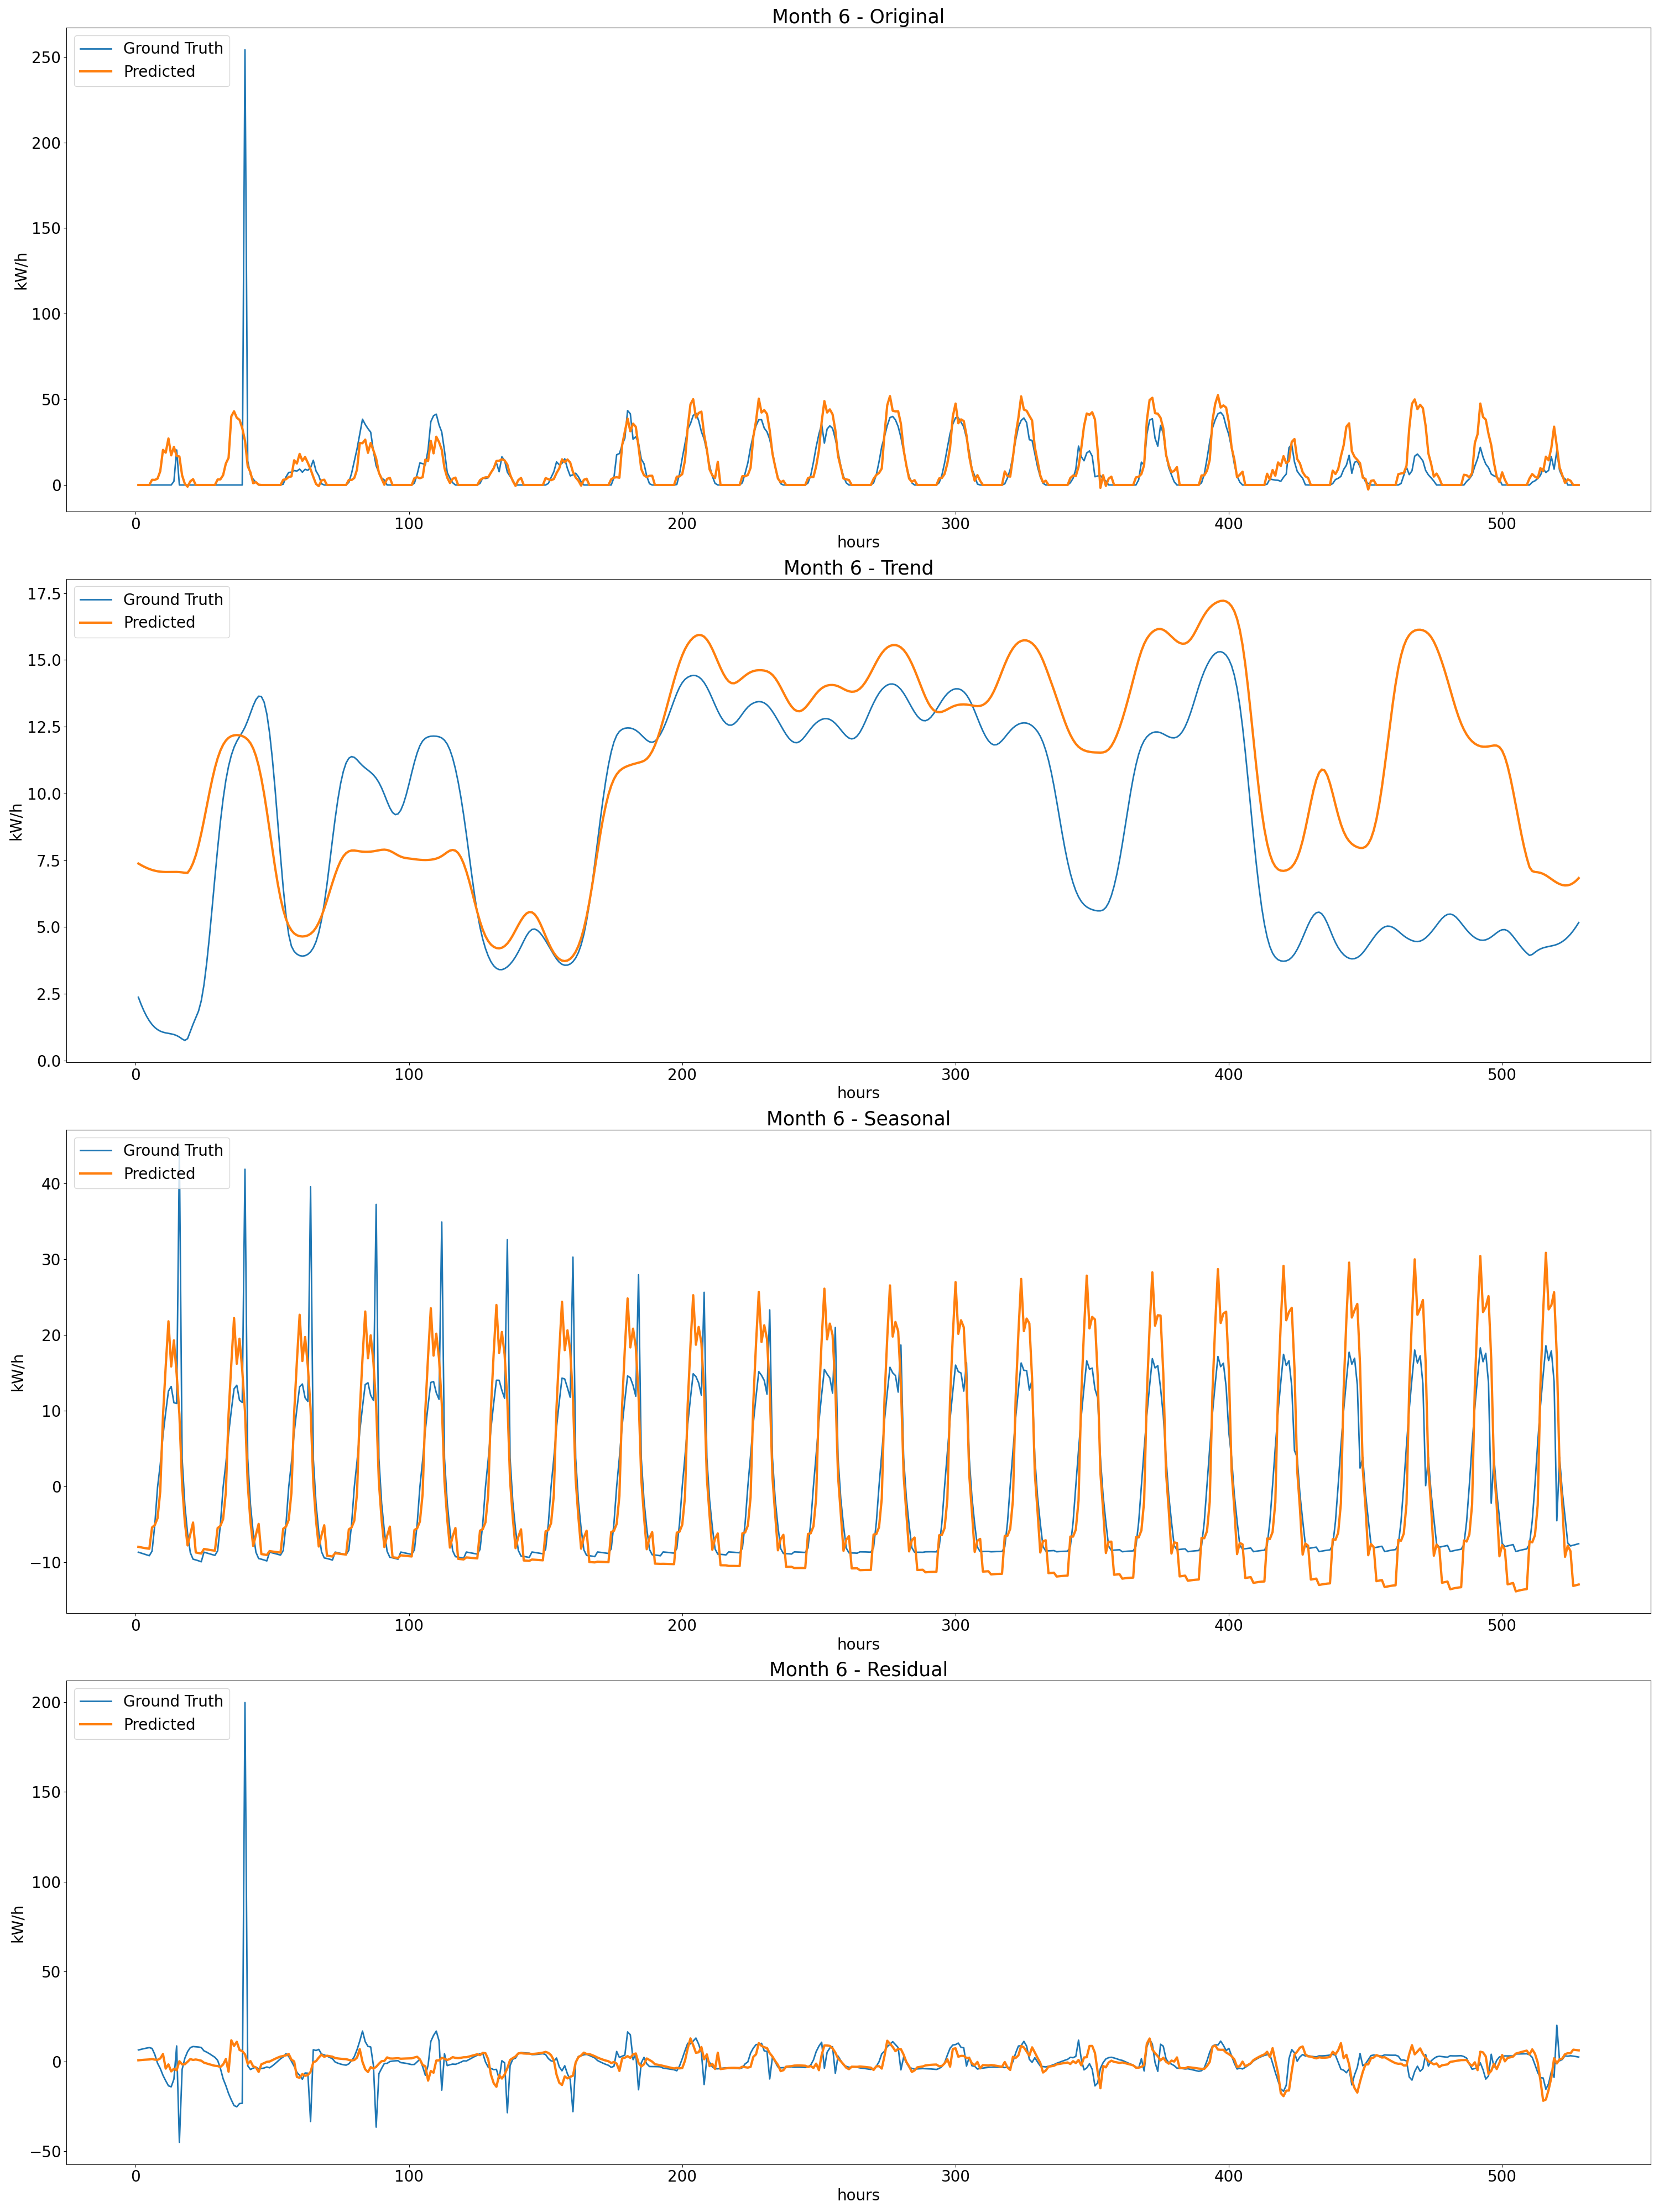 Month 6 - Original
Ground Truth
Predicted
250
200
150
100
50
0
kW/h
0 100 200 300 400 500
hours
Month 6 - Trend
Ground Truth
Predicted
17.5
15.0
12.5
10.0
7.5
5.0
2.5
0.0
kW/h
0 100 200 300 400 500
hours
Month 6 - Seasonal
Ground Truth
Predicted
40
30
20
10
0
−10
kW/h
0 100 200 300 400 500
hours
Month 6 - Residual
Ground Truth
Predicted
200
150
100
50
0
−50
kW/h
0 100 200 300 400 500
hours